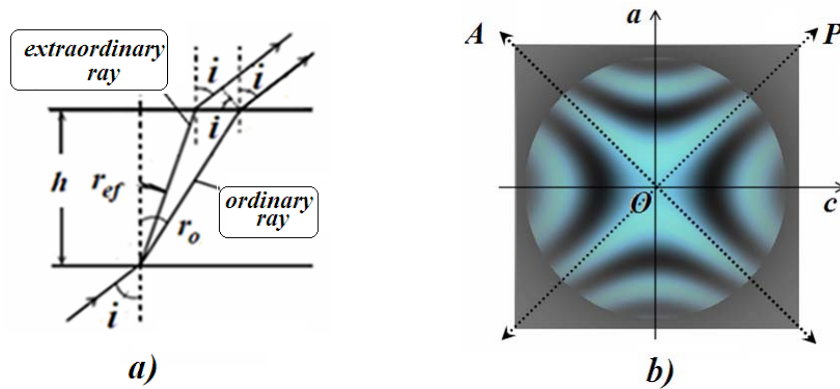 extraordinary
ray
i
i
i
h
r_ef
r_o
ordinary
ray
i
a)
A
a
P
O
c
b)